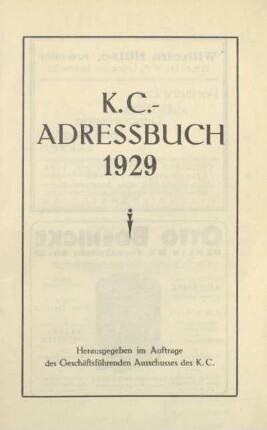 K.C.-
ADRESSBUCH
1929
Herausgegeben im Auftrage
des Geschäftsführenden Ausschusses des K.C.